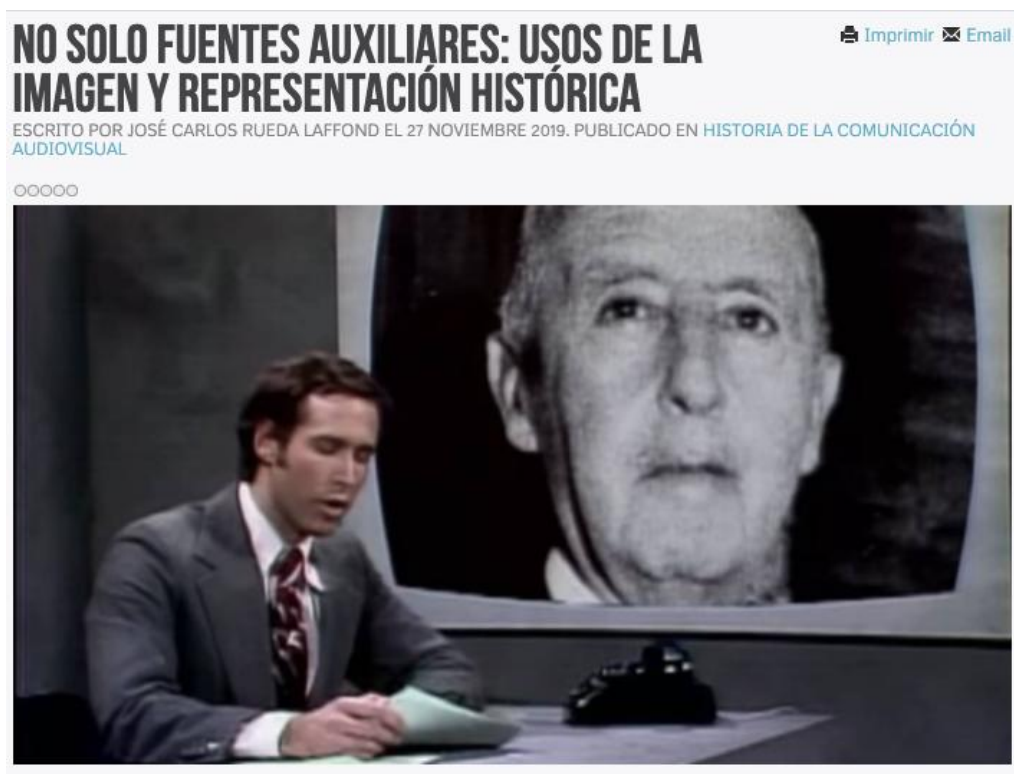 NO SOLO FUENTES AUXILIARES: USOS DE LA
IMAGEN Y REPRESENTACIÓN HISTÓRICA
Imprimir Email
ESCRITO POR JOSÉ CARLOS RUEDA LAFFOND EL 27 NOVIEMBRE 2019. PUBLICADO EN HISTORIA DE LA COMUNICACIÓN
AUDIOVISUAL